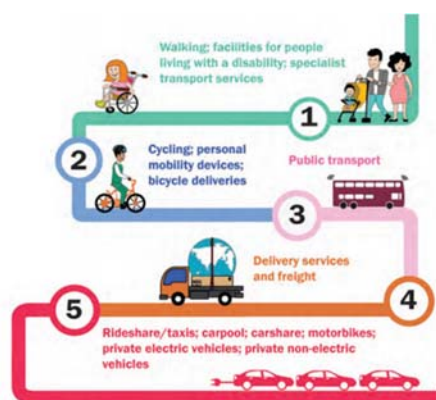 Walking; facilities for people
living with a disability; specialist
transport services
1
2
Cycling; personal
mobility devices;
bicycle deliveries
Public transport
3
Delivery services
and freight
4
5
Rideshare/taxis; carpool; carshare; motorbikes;
private electric vehicles; private non-electric
vehicles